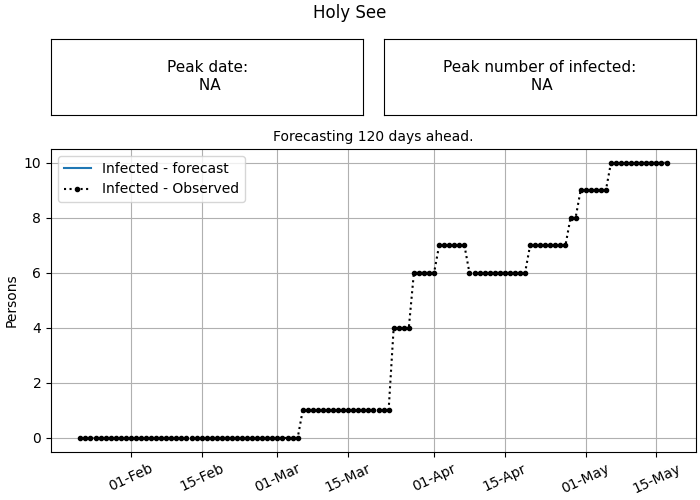 Holy See
Peak date:
NA
Peak number of infected:
NA
Forecasting 120 days ahead.
Infected - forecast
Infected - Observed
Persons
10
8
6
4
2
0
01-Feb
15-Feb
01-Mar
15-Mar
01-Apr
15-Apr
01-May
15-May